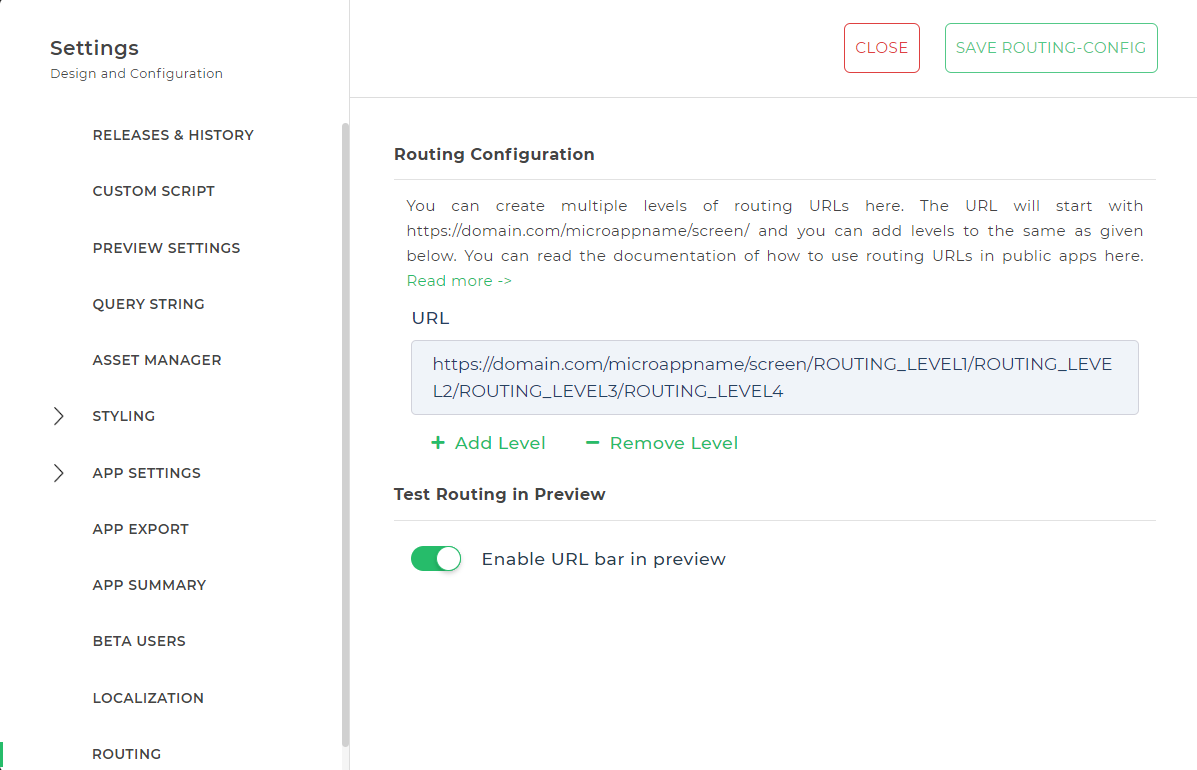 Settings
Design and Configuration
RELEASES & HISTORY
CUSTOM SCRIPT
PREVIEW SETTINGS
QUERY STRING
ASSET MANAGER
STYLING
APP SETTINGS
APP EXPORT
APP SUMMARY
BETA USERS
LOCALIZATION
ROUTING
CLOSE
SAVE ROUTING-CONFIG
Routing Configuration
You can create multiple levels of routing URLs here. The URL will start with
https://domain.com/microappname/screen/ and you can add levels to the same as given
below. You can read the documentation of how to use routing URLs in public apps here.
Read more ->
URL
https://domain.com/microappname/screen/ROUTING_LEVEL1/ROUTING_LEVE
L2/ROUTING_LEVEL3/ROUTING_LEVEL4
+ Add Level
− Remove Level
Test Routing in Preview
Enable URL bar in preview